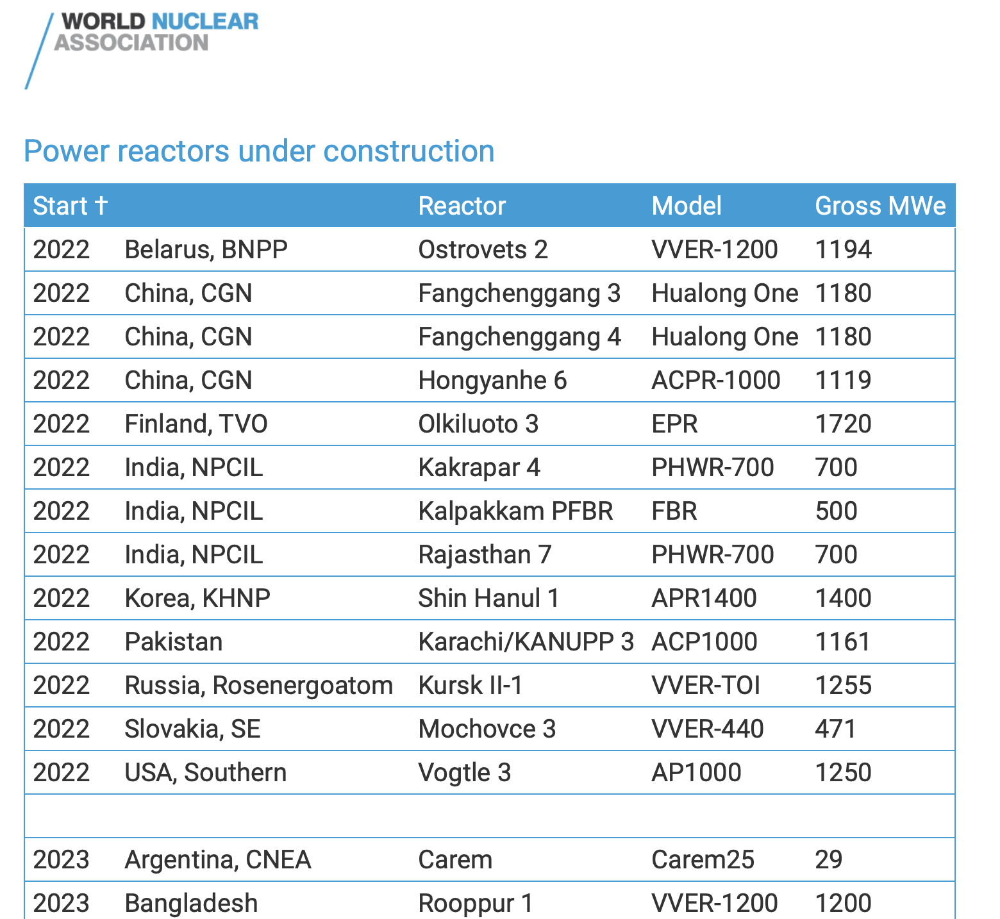 WORLD NUCLEAR
ASSOCIATION
Power reactors under construction
Start † Reactor Model Gross MWe
2022 Belarus, BNPP Ostrovets 2 VVER-1200 1194
2022 China, CGN Fangchenggang 3 Hualong One 1180
2022 China, CGN Fangchenggang 4 Hualong One 1180
2022 China, CGN Hongyanhe 6 ACPR-1000 1119
2022 Finland, TVO Olkiluoto 3 EPR 1720
2022 India, NPCIL Kakrapar 4 PHWR-700 700
2022 India, NPCIL Kalpakkam PFBR FBR 500
2022 India, NPCIL Rajasthan 7 PHWR-700 700
2022 Korea, KHNP Shin Hanul 1 APR1400 1400
2022 Pakistan Karachi/KANUPP 3 ACP1000 1161
2022 Russia, Rosenergoatom Kursk II-1 VVER-TOI 1255
2022 Slovakia, SE Mochovce 3 VVER-440 471
2022 USA, Southern Vogtle 3 AP1000 1250
2023 Argentina, CNEA Carem Carem25 29
2023 Bangladesh Rooppur 1 VVER-1200 1200